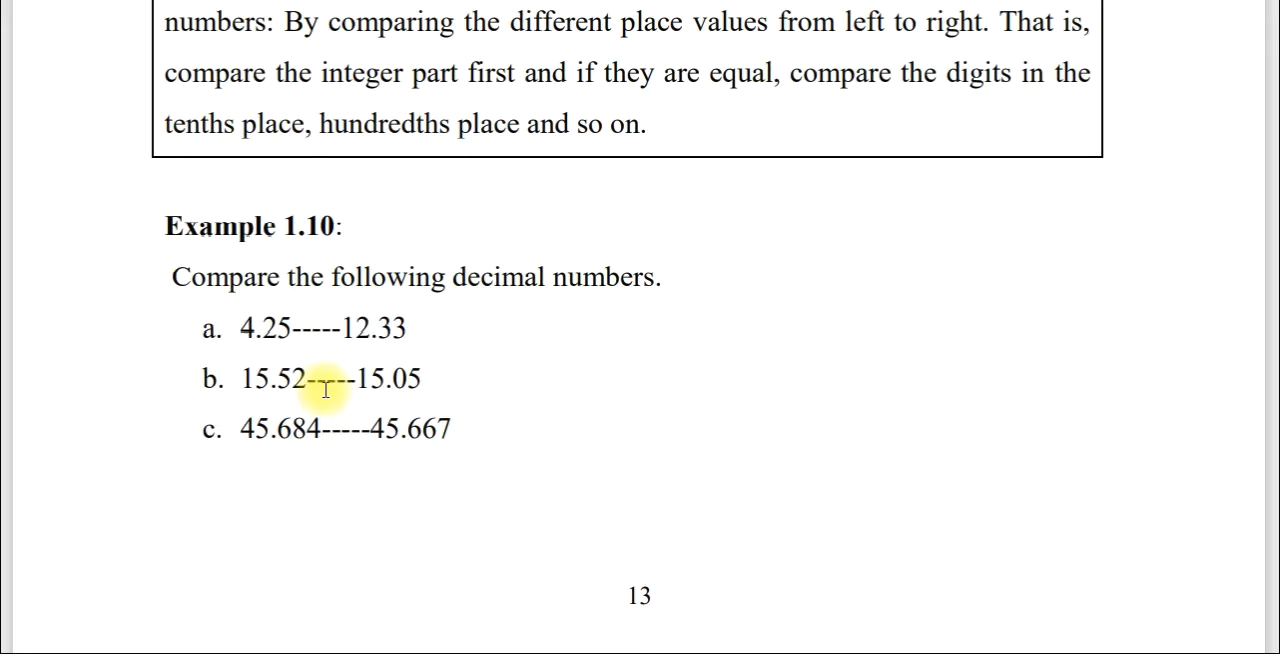 numbers: By comparing the different place values from left to right. That is,
compare the integer part first and if they are equal, compare the digits in the
tenths place, hundredths place and so on.
Example 1.10:
Compare the following decimal numbers.
a. 4.25-----12.33
b. 15.52-----15.05
c. 45.684-----45.667
13